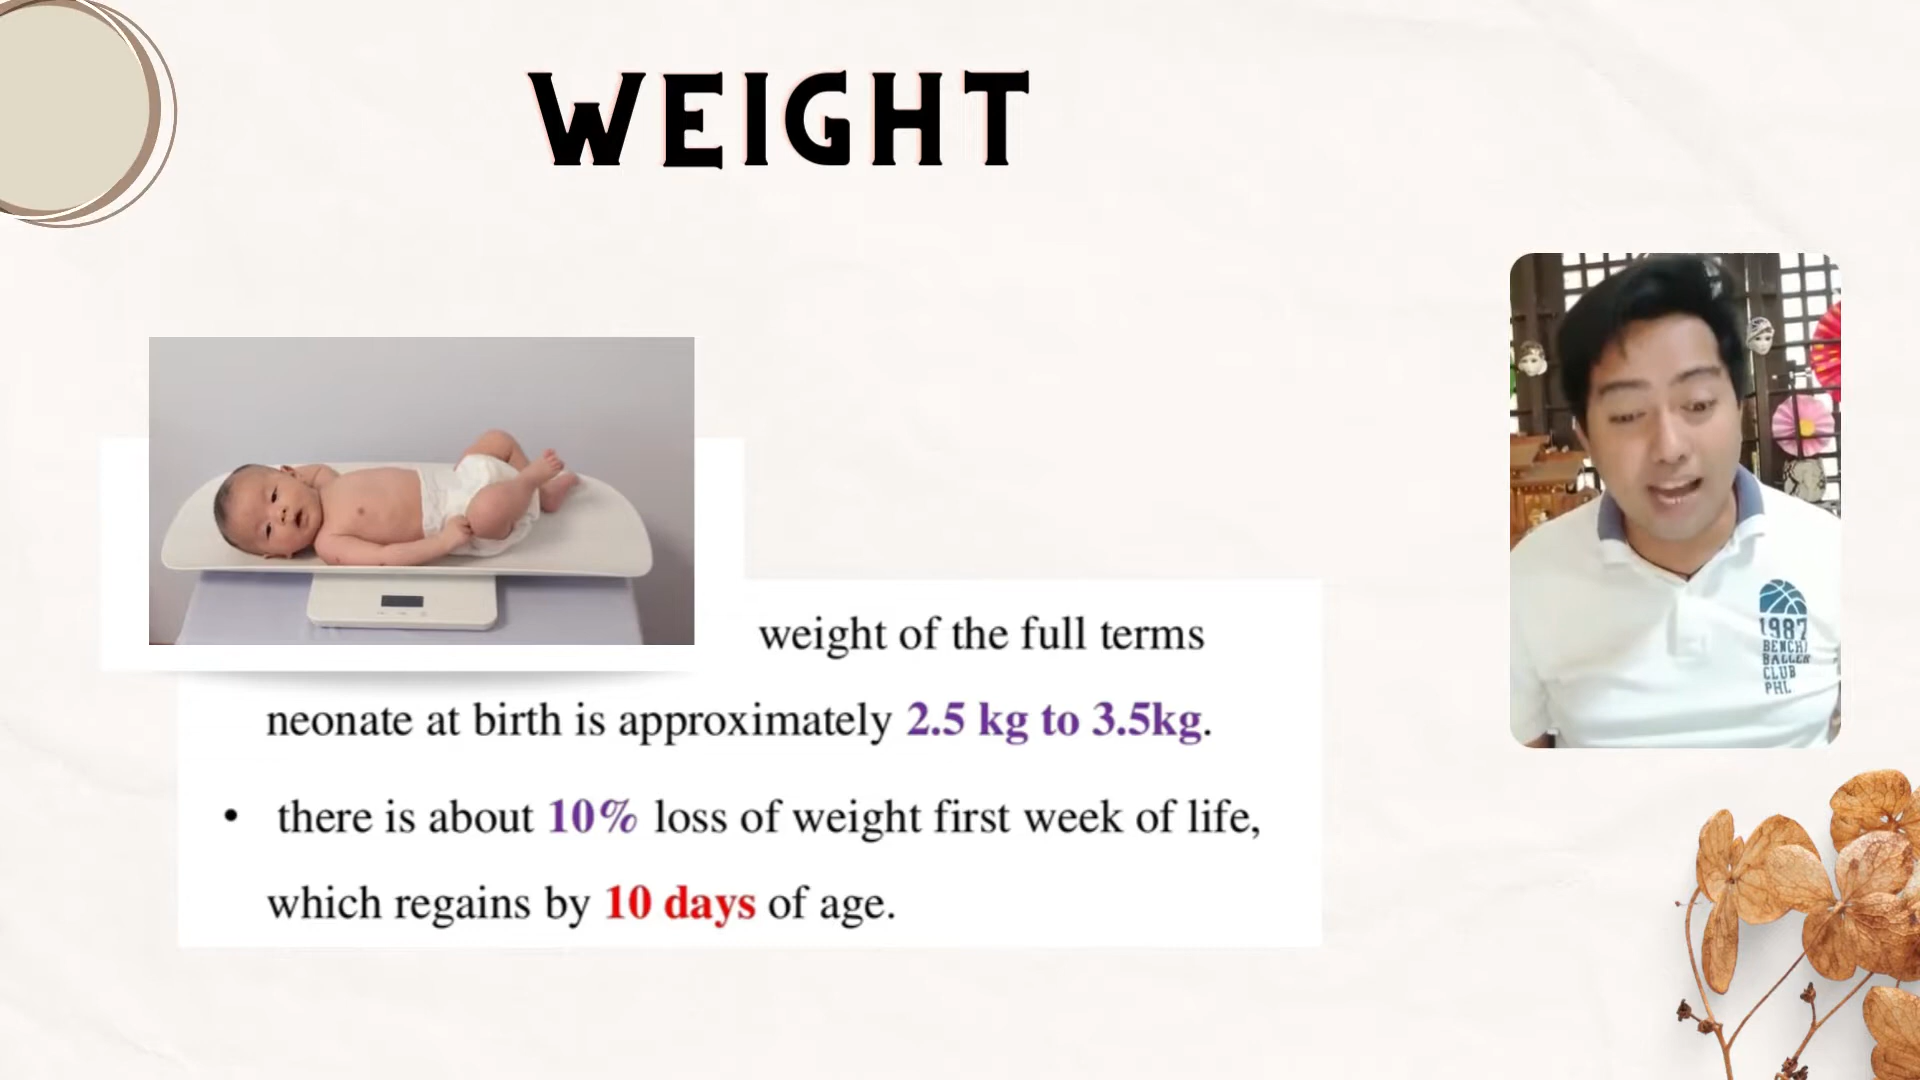 WEIGHT
weight of the full terms
neonate at birth is approximately 2.5 kg to 3.5kg.
• there is about 10% loss of weight first week of life,
which regains by 10 days of age.
1987
BENCH/
BALLER
CLUB
PHL